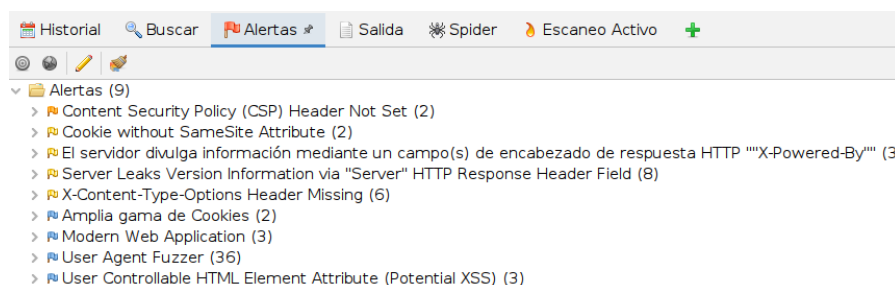 Historial Buscar Alertas Salida Spider Escaneo Activo
Alertas (9)
Content Security Policy (CSP) Header Not Set (2)
Cookie without SameSite Attribute (2)
El servidor divulga información mediante un campo(s) de encabezado de respuesta HTTP ""X-Powered-By"" (3
Server Leaks Version Information via "Server" HTTP Response Header Field (8)
X-Content-Type-Options Header Missing (6)
Amplia gama de Cookies (2)
Modern Web Application (3)
User Agent Fuzzer (36)
User Controllable HTML Element Attribute (Potential XSS) (3)